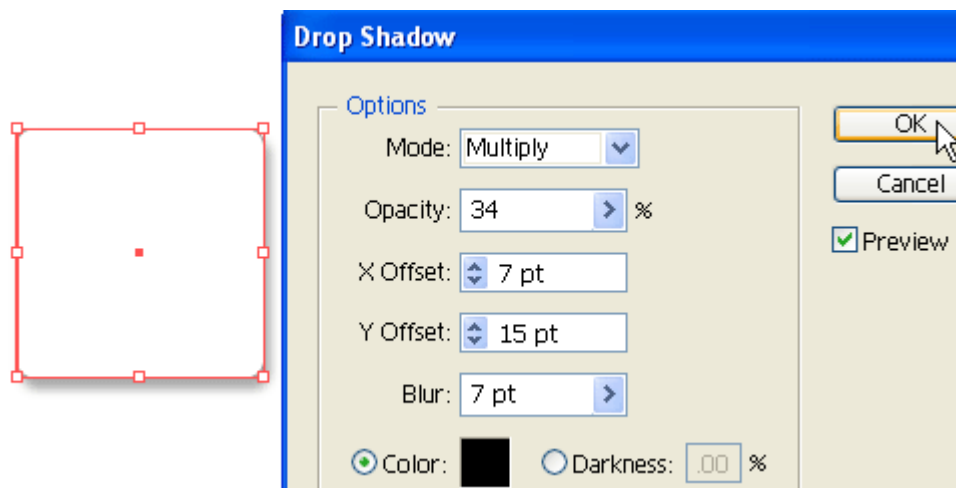 Drop Shadow
Options
Mode: Multiply
OK
Opacity: 34 %
Cancel
Preview
X Offset: 7 pt
Y Offset: 15 pt
Blur: 7 pt
Color: Darkness: .00 %